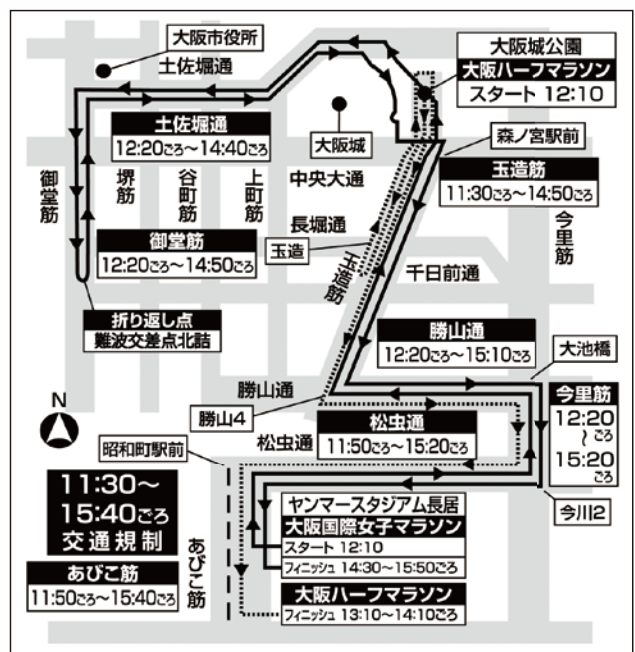 大阪市役所
土佐堀通
大阪城公園
大阪ハーフマラソン
スタート 12:10
土佐堀通
12:20ごろ〜14:40ごろ
大阪城
森ノ宮駅前
玉造筋
11:30ごろ〜14:50ごろ
御堂筋
堺筋
谷町筋
上町筋
中央大通
長堀通
玉造
玉造筋
今里筋
御堂筋
12:20ごろ〜14:50ごろ
千日前通
折り返し点
難波交差点北詰
勝山通
12:20ごろ〜15:10ごろ
大池橋
N
勝山通
勝山4
今里筋
12:20
〜ごろ
15:20
ごろ
松虫通
松虫通
11:50ごろ〜15:20ごろ
昭和町駅前
今川2
11:30〜
15:40ごろ
交通規制
あびこ筋
11:50ごろ〜15:40ごろ
あびこ筋
ヤンマースタジアム長居
大阪国際女子マラソン
スタート 12:10
フィニッシュ 14:30〜15:50ごろ
大阪ハーフマラソン
フィニッシュ 13:10〜14:10ごろ